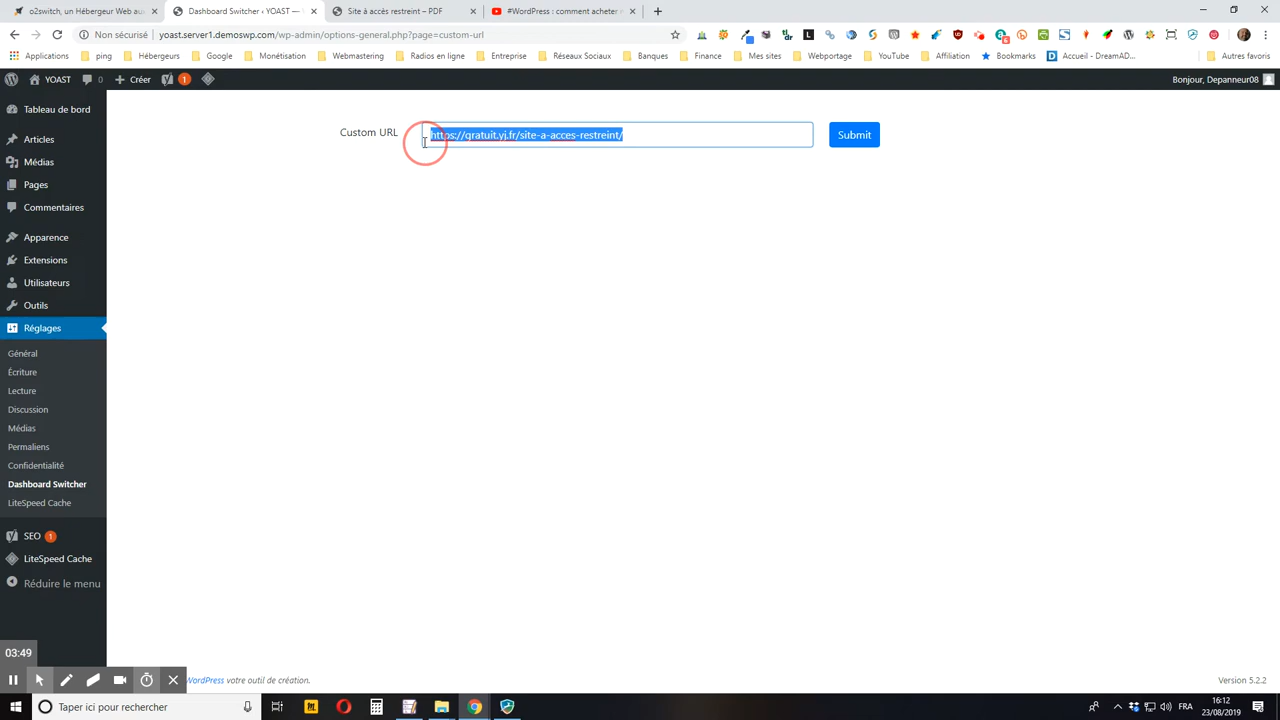 o2switch, un Hébergeur Web aux
Dashboard Switcher ‹ YOAST —
Site à accès restreint – PDF
#WordPress : comment acheter
Non sécurisé
yoast.server1.demoswp.com/wp-admin/options-general.php?page=custom-url
Applications
ping
Hébergeurs
Google
Monétisation
Webmastering
Radios en ligne
Entreprise
Réseaux Sociaux
Banques
Finance
Mes sites
Webportage
YouTube
Affiliation
Bookmarks
Accueil - DreamAD...
Autres favoris
YOAST
0
Créer
1
Bonjour, Depanneur08
Tableau de bord
Articles
Médias
Pages
Commentaires
Apparence
Extensions
Utilisateurs
Outils
Réglages
Général
Écriture
Lecture
Discussion
Médias
Permaliens
Confidentialité
Dashboard Switcher
LiteSpeed Cache
SEO 1
LiteSpeed Cache
Réduire le menu
Custom URL
https://gratuit.yj.fr/site-a-acces-restreint/
Submit
03:49
WordPress votre outil de création.
Version 5.2.2
Taper ici pour rechercher
FRA
16:12
23/08/2019